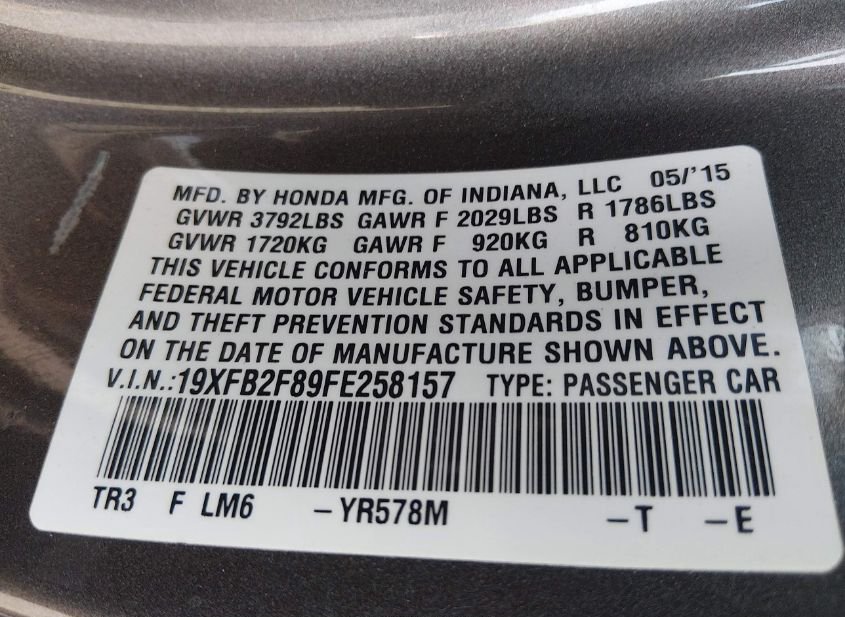 MFD. BY HONDA MFG. OF INDIANA, LLC 05/'15
GVWR 3792LBS GAWR F 2029LBS R 1786LBS
GVWR 1720KG GAWR F 920KG R 810KG
THIS VEHICLE CONFORMS TO ALL APPLICABLE
FEDERAL MOTOR VEHICLE SAFETY, BUMPER,
AND THEFT PREVENTION STANDARDS IN EFFECT
ON THE DATE OF MANUFACTURE SHOWN ABOVE.
V.I.N.:19XFB2F89FE258157 TYPE: PASSENGER CAR
TR3 F LM6 -YR578M -T -E